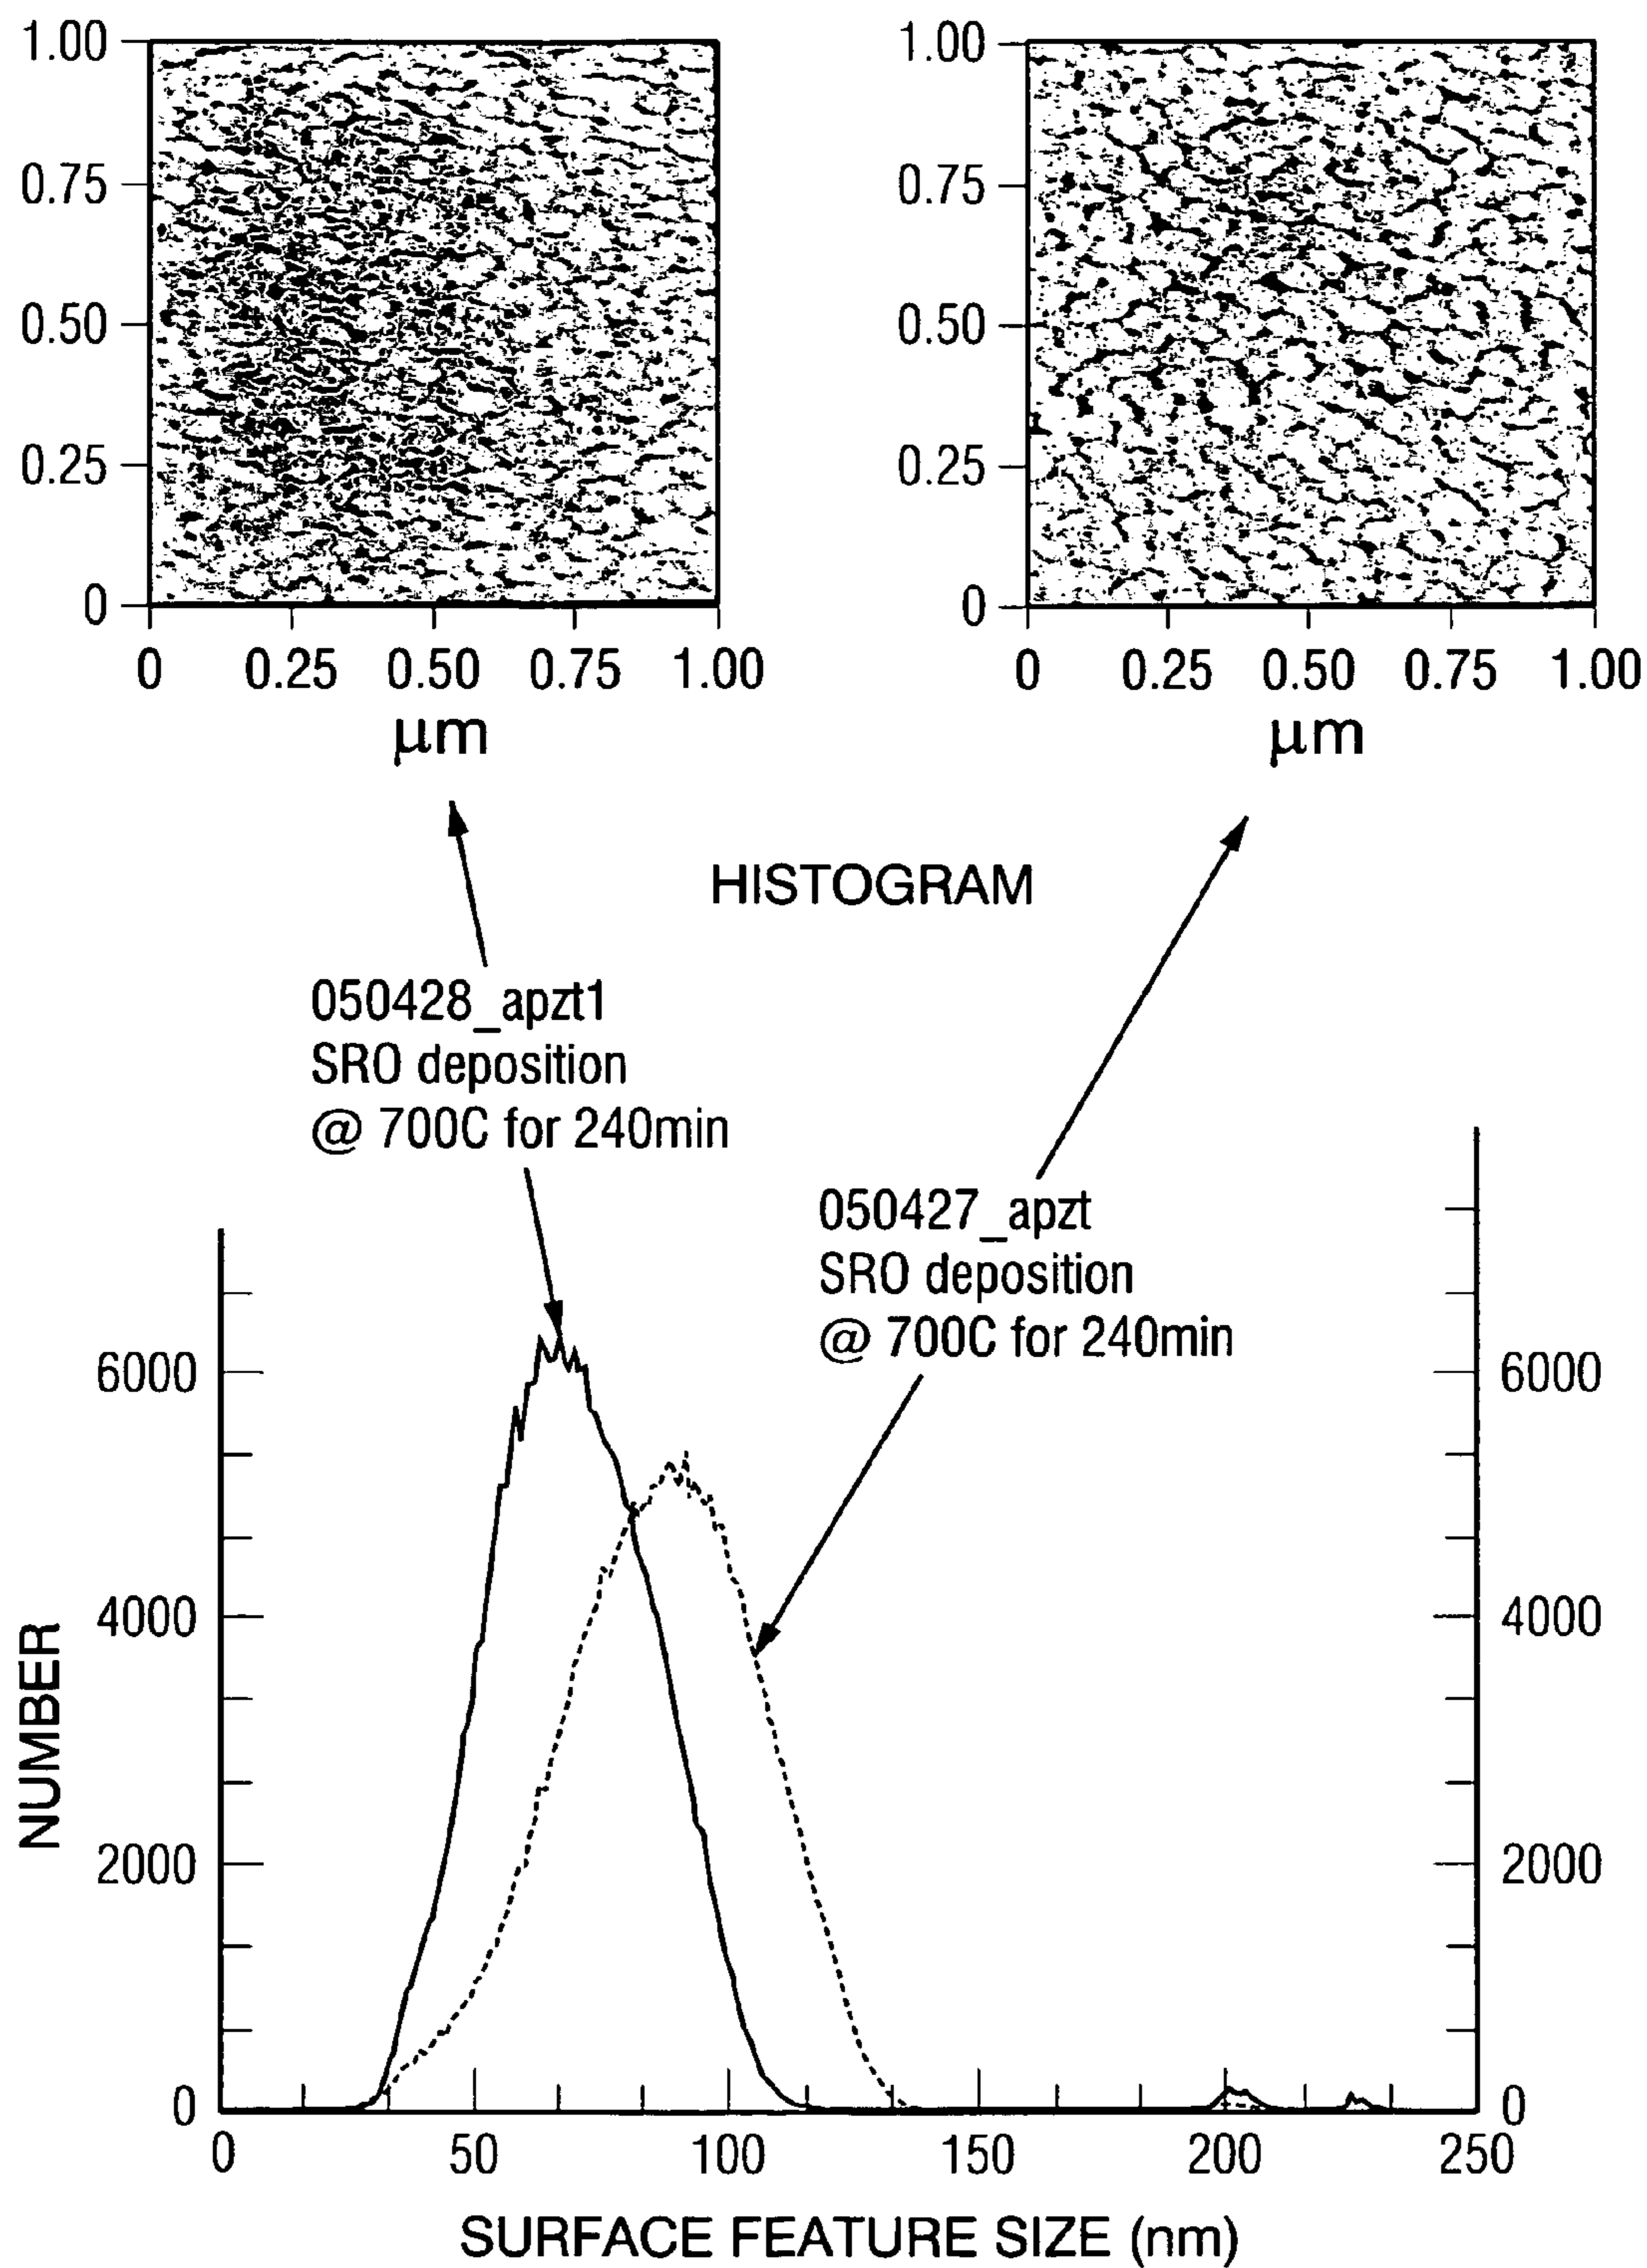 1.00
0.75
0.50
0.25
0
0 0.25 0.50 0.75 1.00
μm
1.00
0.75
0.50
0.25
0
0 0.25 0.50 0.75 1.00
μm
HISTOGRAM
050428_apzt1
SRO deposition
@ 700C for 240min
050427_apzt
SRO deposition
@ 700C for 240min
NUMBER
6000
4000
2000
0
6000
4000
2000
0
0 50 100 150 200 250
SURFACE FEATURE SIZE (nm)